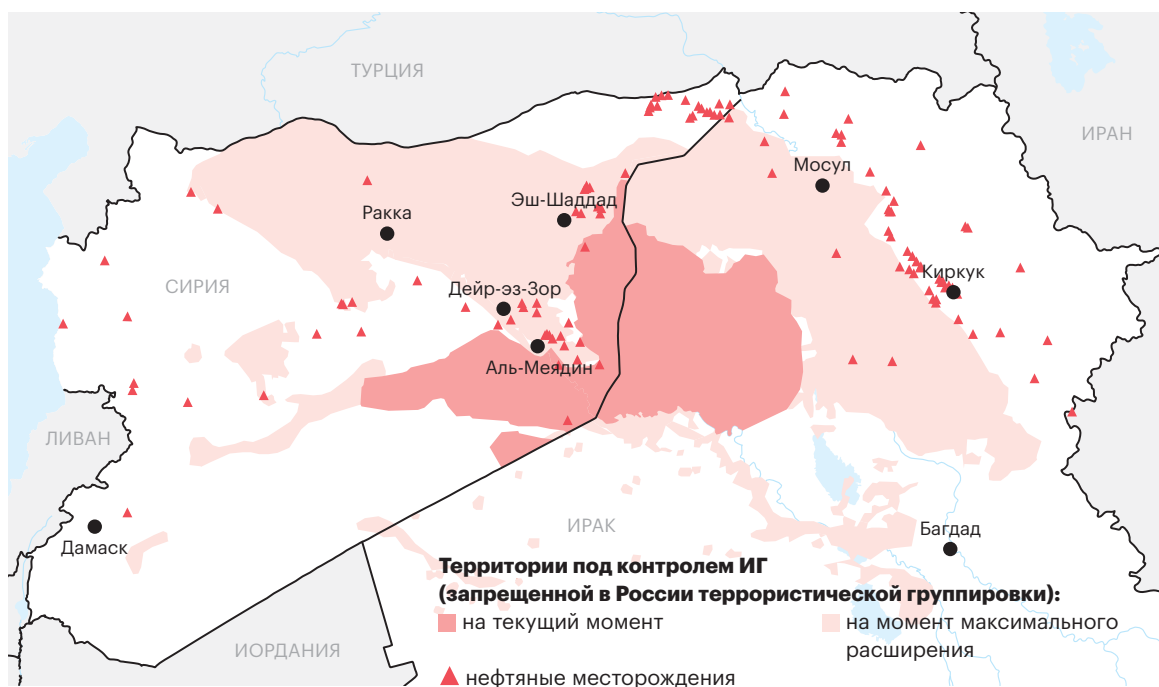 ТУРЦИЯ
ИРАН
Мосул
Эш-Шаддад
Ракка
Киркук
СИРИЯ
Дейр-эз-Зор
Аль-Меядин
ЛИВАН
ИРАК
Багдад
Дамаск
Территории под контролем ИГ
(запрещенной в России террористической группировки):
на текущий момент
на момент максимального
расширения
ИОРДАНИЯ
нефтяные месторождения